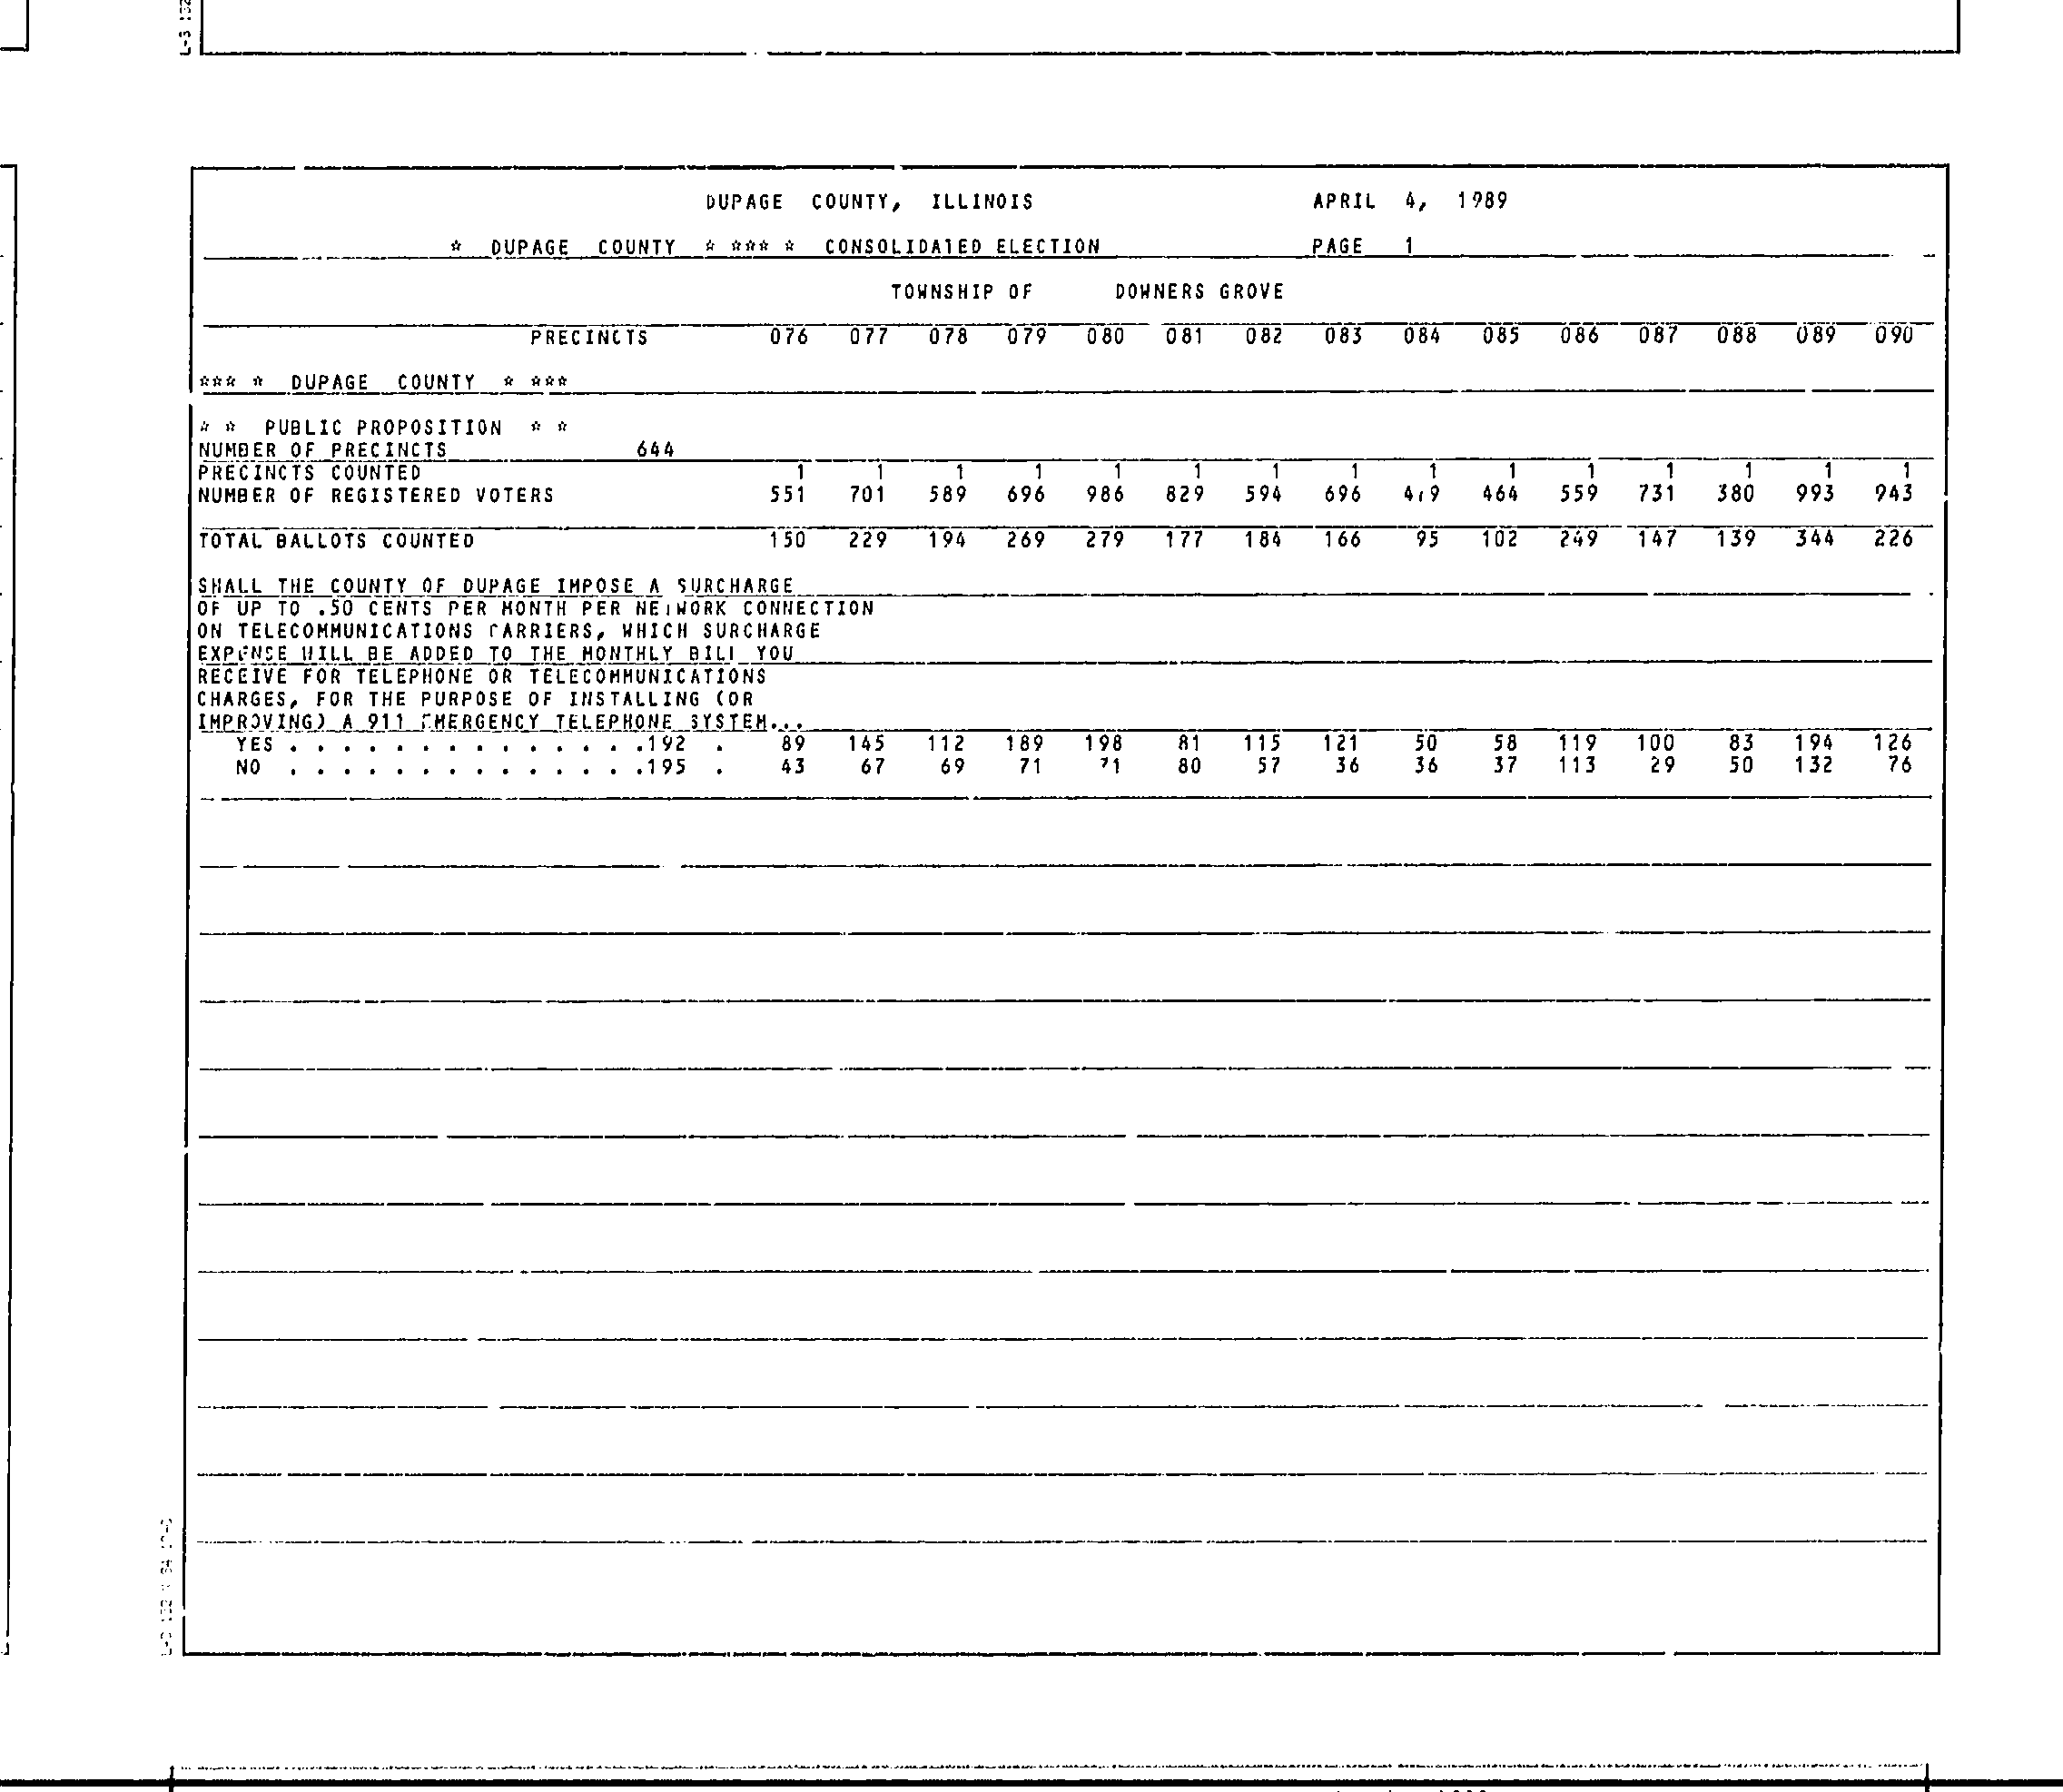 DUPAGE COUNTY, ILLINOIS APRIL 4, 1989
* DUPAGE COUNTY * *** * CONSOLIDATED ELECTION PAGE 1
TOWNSHIP OF DOWNERS GROVE
PRECINCTS 076 077 078 079 080 081 082 083 084 085 086 087 088 089 090
*** * DUPAGE COUNTY * ***
* * PUBLIC PROPOSITION * *
NUMBER OF PRECINCTS 644
PRECINCTS COUNTED 1 1 1 1 1 1 1 1 1 1 1 1 1 1 1
NUMBER OF REGISTERED VOTERS 551 701 589 696 986 829 594 696 464 559 731 380 993 943
TOTAL BALLOTS COUNTED 150 229 194 269 279 177 184 166 95 102 249 147 139 344 226
SHALL THE COUNTY OF DUPAGE IMPOSE A SURCHARGE
OF UP TO .50 CENTS PER MONTH PER NETWORK CONNECTION
ON TELECOMMUNICATIONS CARRIERS, WHICH SURCHARGE
EXPENSE WILL BE ADDED TO THE MONTHLY BILL YOU
RECEIVE FOR TELEPHONE OR TELECOMMUNICATIONS
CHARGES, FOR THE PURPOSE OF INSTALLING (OR
IMPROVING) A 911 EMERGENCY TELEPHONE SYSTEM...
YES . . . . . . . . . . . . . .192 . 89 145 112 189 198 81 115 121 50 58 119 100 83 194 126
NO . . . . . . . . . . . . . .195 . 43 67 69 71 71 80 57 36 36 37 113 29 50 132 76